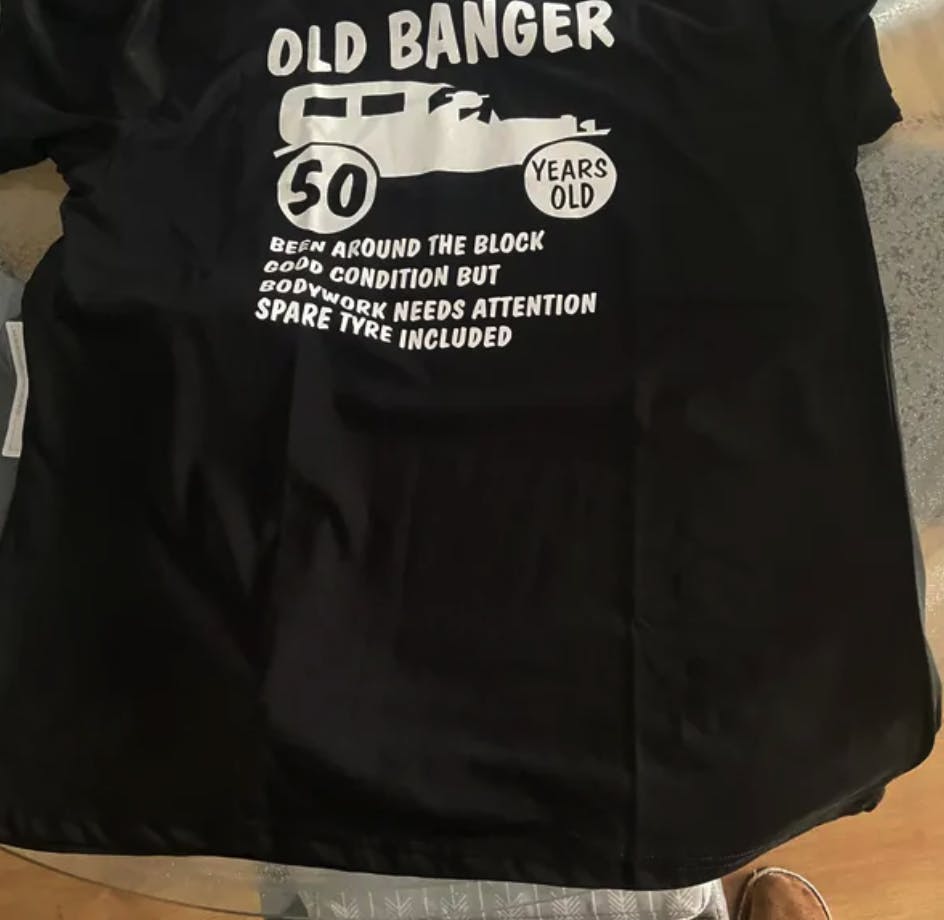 OLD BANGER
50
YEARS
OLD
BEEN AROUND THE BLOCK
GOOD CONDITION BUT
BODYWORK NEEDS ATTENTION
SPARE TYRE INCLUDED